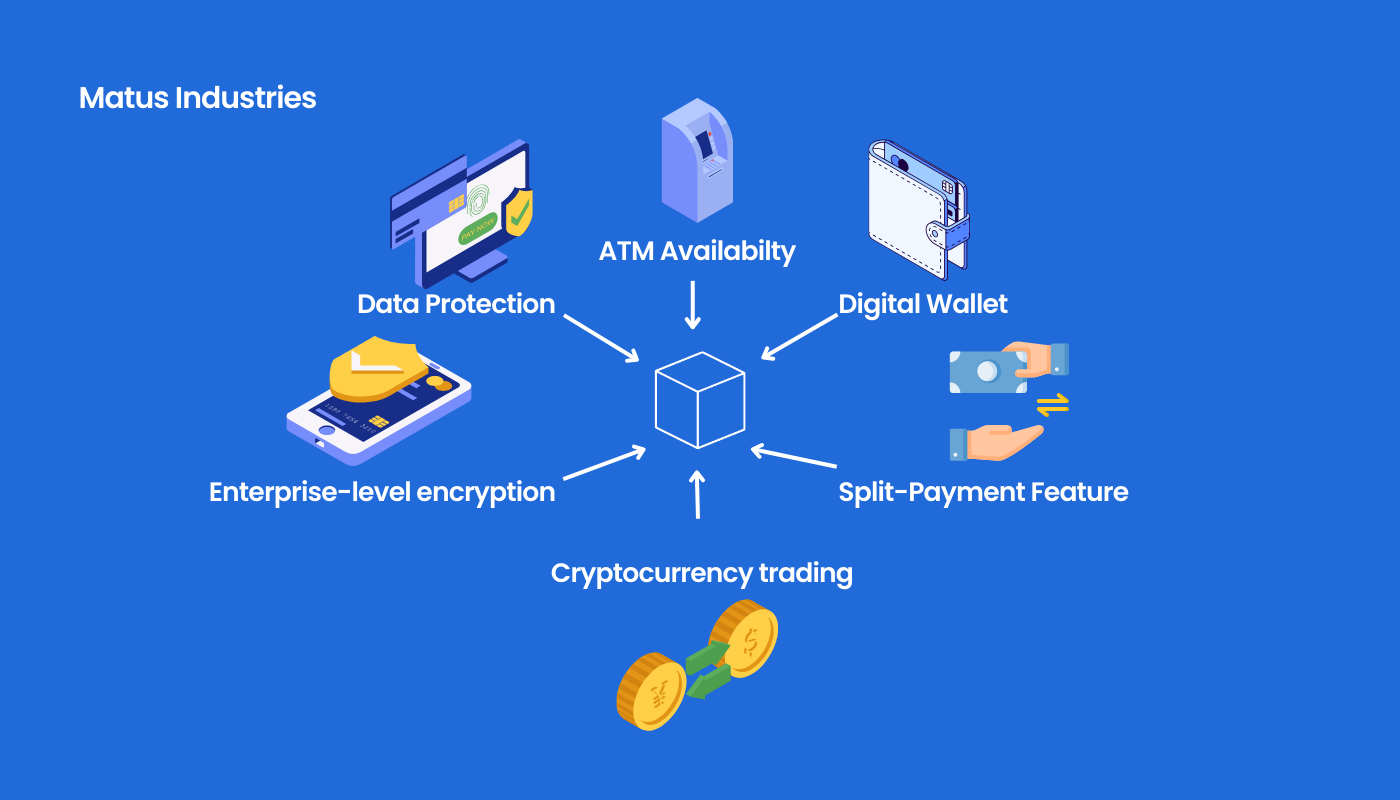 Matus Industries
ATM Availabilty
PAY NOW
Data Protection
Digital Wallet
Enterprise-level encryption
Split-Payment Feature
Cryptocurrency trading
$
¥